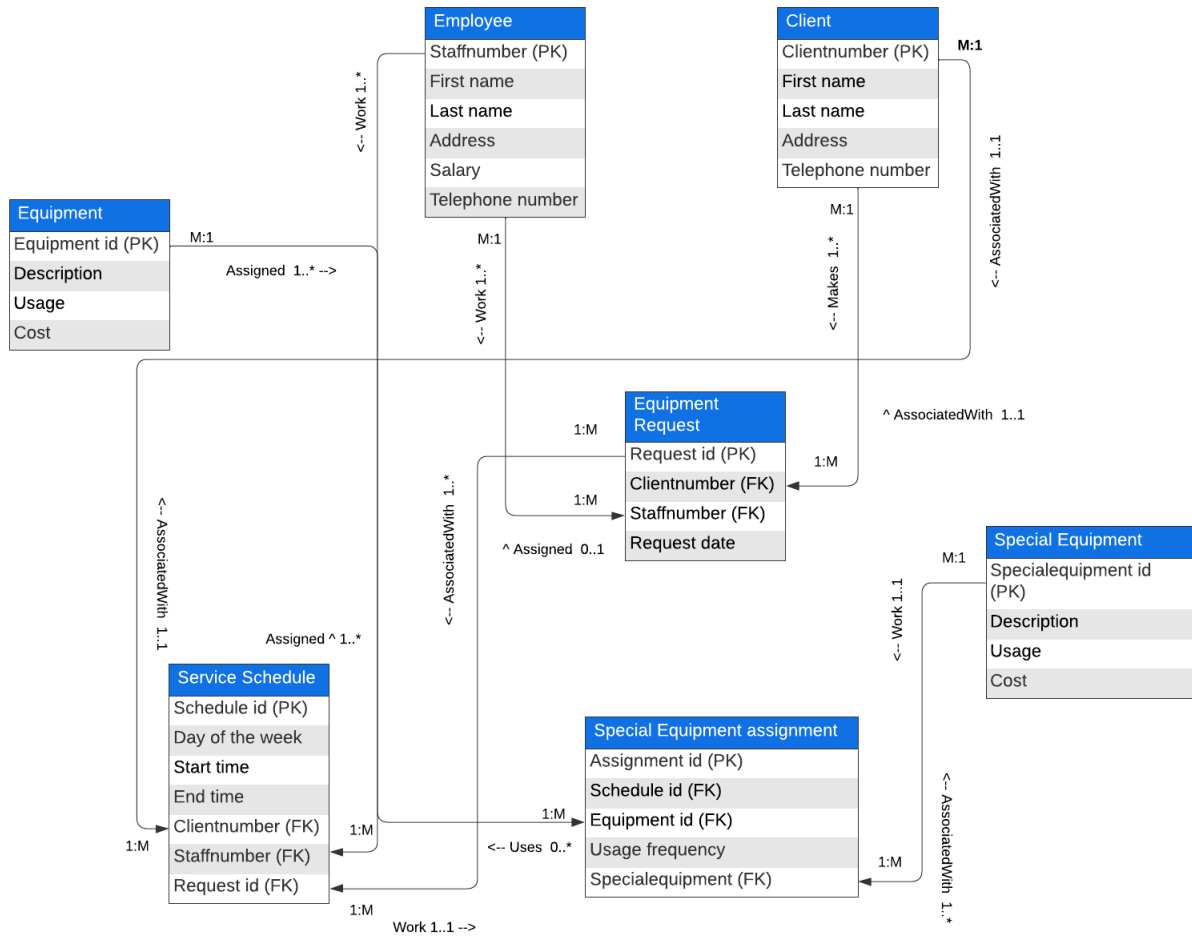 Employee
Staffnumber (PK)
First name
Last name
Address
Salary
Telephone number
Client
Clientnumber (PK)
First name
Last name
Address
Telephone number
M:1
<-- Work 1..*
<-- AssociatedWith 1..1
Equipment
Equipment id (PK)
Description
Usage
Cost
M:1
Assigned 1..* -->
M:1
<-- Work 1..*
M:1
<-- Makes 1..*
Equipment
Request
Request id (PK)
Clientnumber (FK)
Staffnumber (FK)
Request date
1:M
1:M
^ AssociatedWith 1..1
1:M
^ Assigned 0..1
<-- AssociatedWith 1..*
<-- AssociatedWith 1..1
Assigned ^ 1..*
Special Equipment
Specialequipment id
(PK)
Description
Usage
Cost
M:1
<-- Work 1..1
Service Schedule
Schedule id (PK)
Day of the week
Start time
End time
Clientnumber (FK)
Staffnumber (FK)
Request id (FK)
1:M
1:M
1:M
Work 1..1 -->
Special Equipment assignment
Assignment id (PK)
Schedule id (FK)
Equipment id (FK)
Usage frequency
Specialequipment (FK)
1:M
<-- Uses 0..*
1:M
<-- AssociatedWith 1..*